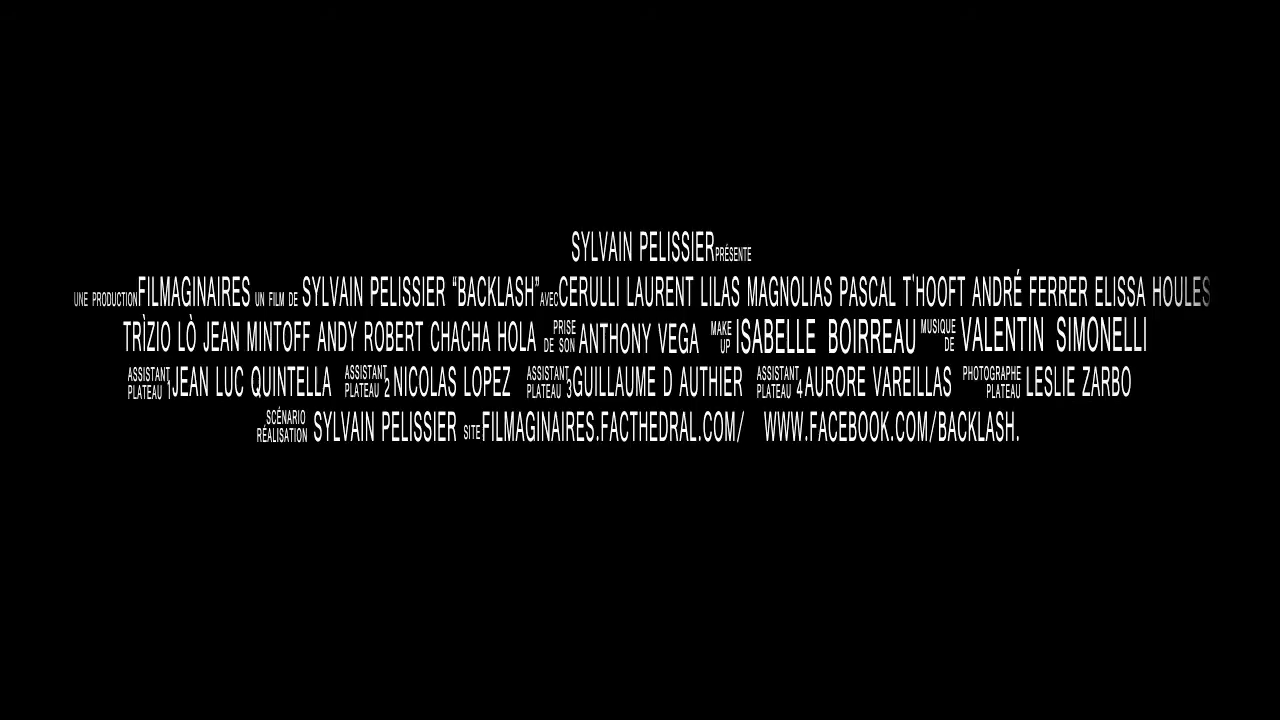 SYLVAIN PELISSIER PRÉSENTE
UNE PRODUCTION FILMAGINAIRES UN FILM DE SYLVAIN PELISSIER “BACKLASH” AVEC CERULLI LAURENT LILAS MAGNOLIAS PASCAL T'HOOFT ANDRÉ FERRER ELISSA HOULES
TRÌZIO LÒ JEAN MINTOFF ANDY ROBERT CHACHA HOLA PRISE DE SON ANTHONY VEGA MAKE UP ISABELLE BOIRREAU MUSIQUE DE VALENTIN SIMONELLI
ASSISTANT PLATEAU 1 JEAN LUC QUINTELLA ASSISTANT PLATEAU 2 NICOLAS LOPEZ ASSISTANT PLATEAU 3 GUILLAUME D AUTHIER ASSISTANT PLATEAU 4 AURORE VAREILLAS PHOTOGRAPHE PLATEAU LESLIE ZARBO
SCÉNARIO RÉALISATION SYLVAIN PELISSIER SITE FILMAGINAIRES.FACTHEDRAL.COM/ WWW.FACEBOOK.COM/BACKLASH.